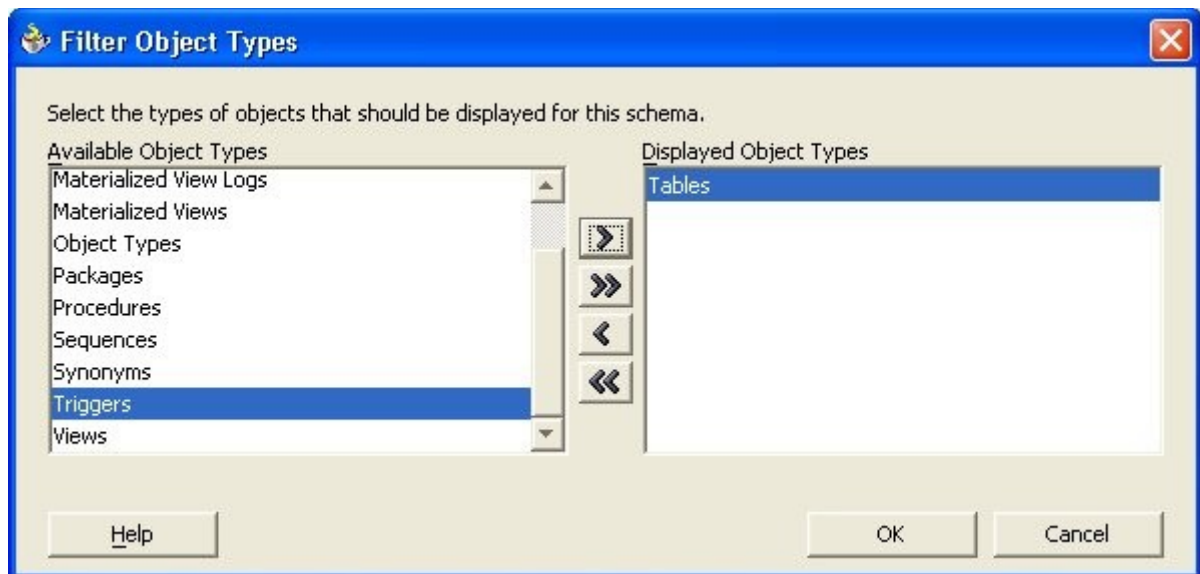 Filter Object Types
Select the types of objects that should be displayed for this schema.
Available Object Types
Materialized View Logs
Materialized Views
Object Types
Packages
Procedures
Sequences
Synonyms
Triggers
Views
Displayed Object Types
Tables
Help
OK
Cancel